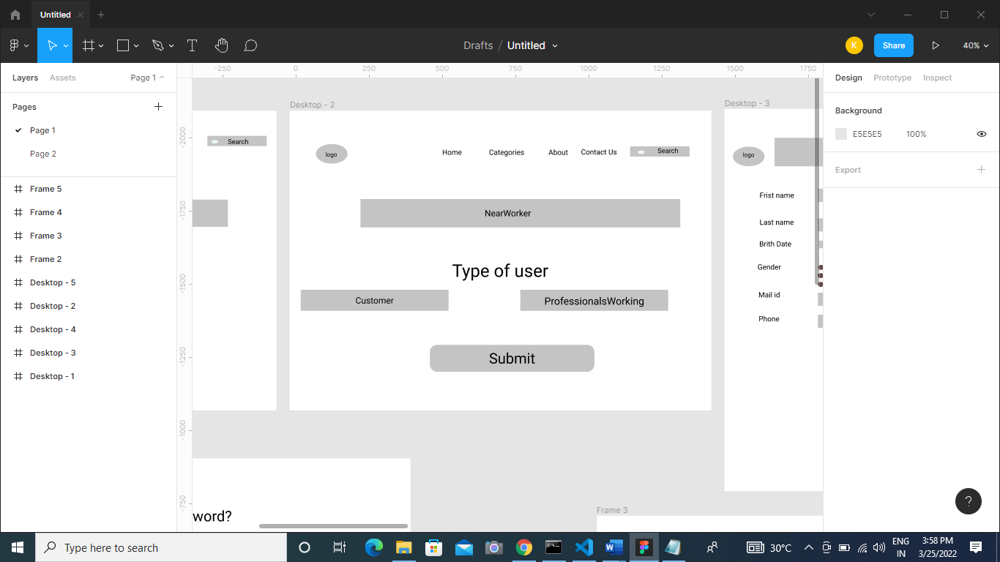 Untitled
Drafts / Untitled
K
Share
40%
Layers Assets Page 1
-250 0 250 500 750 1000 1250 1500 1750
Design Prototype Inspect
Pages
Page 1
Page 2
Frame 5
Frame 4
Frame 3
Frame 2
Desktop - 5
Desktop - 2
Desktop - 4
Desktop - 3
Desktop - 1
-2000
-1750
-1500
-1250
-1000
-750
Search
word?
Desktop - 2
logo
Home Categories About Contact Us Search
NearWorker
Type of user
Customer ProfessionalsWorking
Submit
Desktop - 3
logo
Frist name
Last name
Brith Date
Gender
Mail id
Phone
Frame 3
Background
E5E5E5 100%
Export
?
Type here to search
30°C
ENG
IN
3:58 PM
3/25/2022